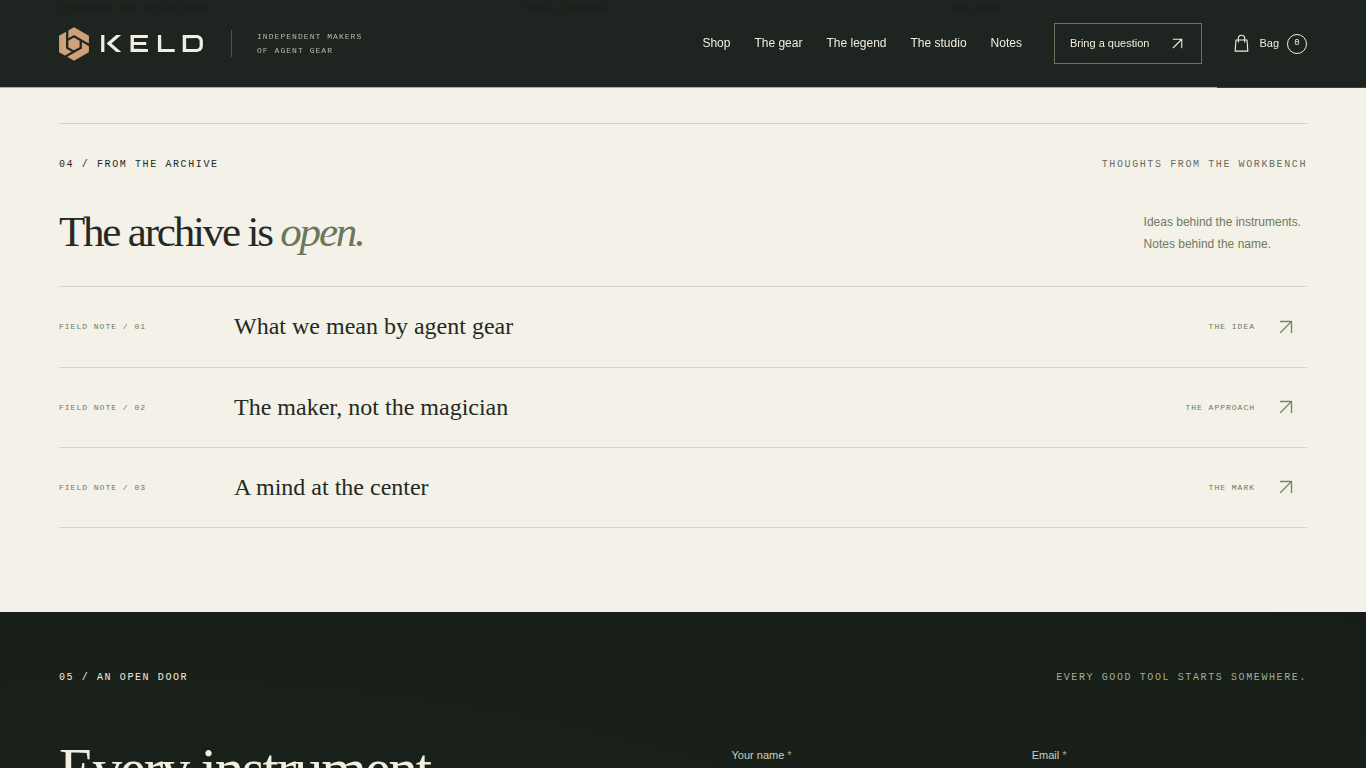 KELD
INDEPENDENT MAKERS
OF AGENT GEAR
Shop
The gear
The legend
The studio
Notes
Bring a question
Bag
0
04 / FROM THE ARCHIVE
THOUGHTS FROM THE WORKBENCH
The archive is open.
Ideas behind the instruments.
Notes behind the name.
FIELD NOTE / 01
What we mean by agent gear
THE IDEA
FIELD NOTE / 02
The maker, not the magician
THE APPROACH
FIELD NOTE / 03
A mind at the center
THE MARK
05 / AN OPEN DOOR
EVERY GOOD TOOL STARTS SOMEWHERE.
Every instrument
Your name *
Email *